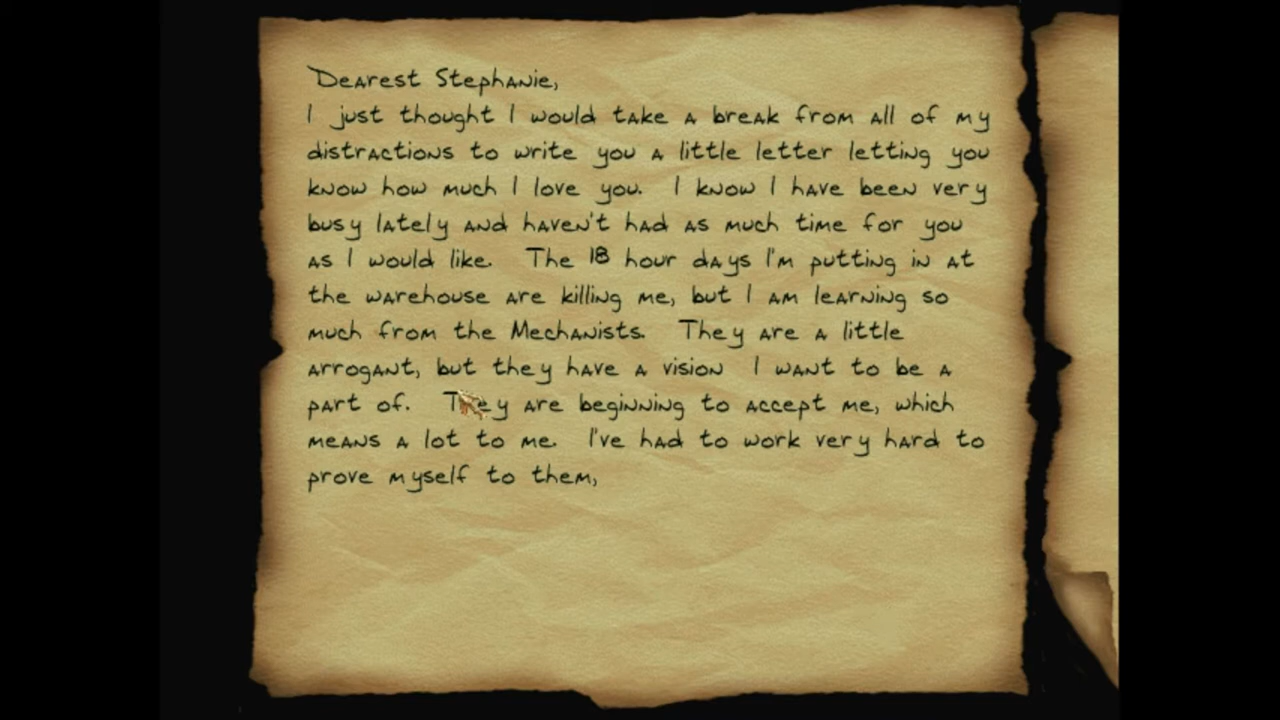 Dearest Stephanie,
I just thought I would take a break from all of my
distractions to write you a little letter letting you
know how much I love you. I know I have been very
busy lately and haven't had as much time for you
as I would like. The 18 hour days I'm putting in at
the warehouse are killing me, but I am learning so
much from the Mechanists. They are a little
arrogant, but they have a vision I want to be a
part of. They are beginning to accept me, which
means a lot to me. I've had to work very hard to
prove myself to them,